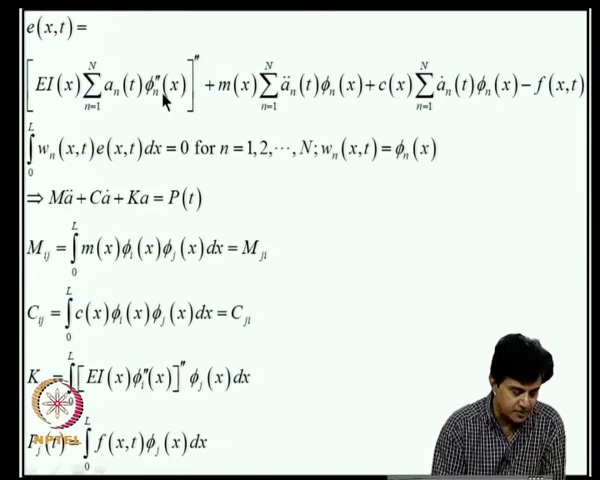 e(x,t) =
[EI(x) ∑_{n=1}^{N} a_n(t) φ_n″(x)]″ + m(x) ∑_{n=1}^{N} ä_n(t) φ_n(x) + c(x) ∑_{n=1}^{N} ȧ_n(t) φ_n(x) − f(x,t)
∫_0^L w_n(x,t) e(x,t) dx = 0 for n = 1,2,⋯,N; w_n(x,t) = φ_n(x)
⇒ Mä + Cȧ + Ka = P(t)
M_ij = ∫_0^L m(x) φ_i(x) φ_j(x) dx = M_ji
C_ij = ∫_0^L c(x) φ_i(x) φ_j(x) dx = C_ji
K = ∫_0^L [EI(x) φ_i″(x)]″ φ_j(x) dx
P_j(t) = ∫_0^L f(x,t) φ_j(x) dx
NPTEL